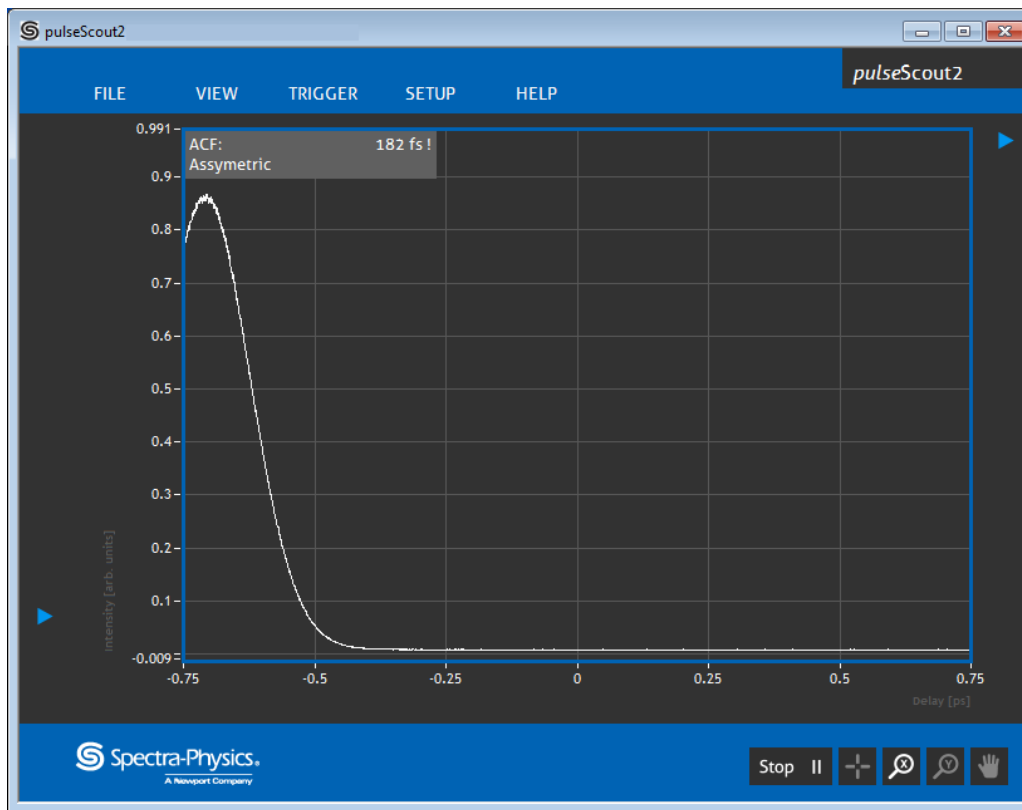 pulseScout2
pulseScout2
FILE VIEW TRIGGER SETUP HELP
ACF: 182 fs !
Assymetric
0.991
0.9
0.8
0.7
0.6
0.5
0.4
0.3
0.2
0.1
-0.009
Intensity [arb. units]
-0.75 -0.5 -0.25 0 0.25 0.5 0.75
Delay [ps]
Spectra-Physics.
A Newport Company
Stop
X
Y